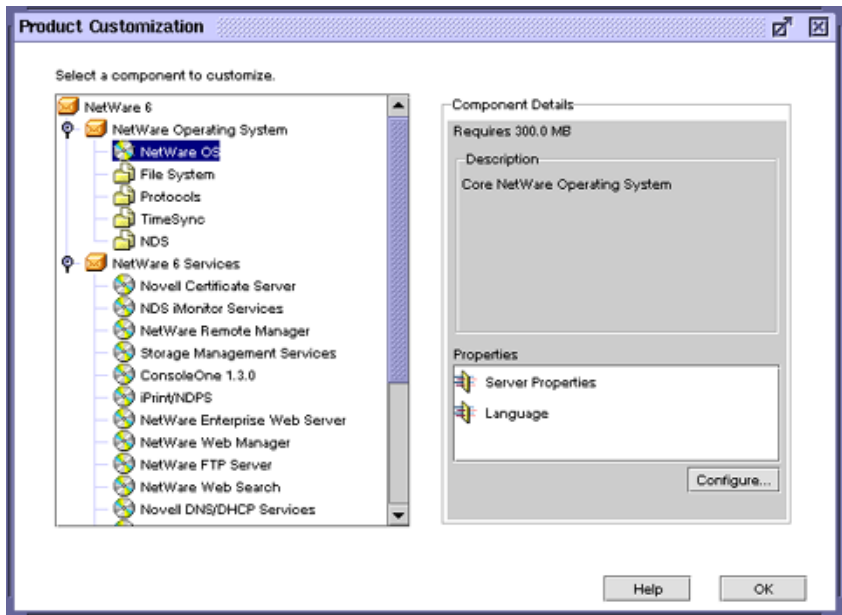 Product Customization
Select a component to customize.
NetWare 6
NetWare Operating System
NetWare OS
File System
Protocols
TimeSync
NDS
NetWare 6 Services
Novell Certificate Server
NDS iMonitor Services
NetWare Remote Manager
Storage Management Services
ConsoleOne 1.3.0
iPrint/NDPS
NetWare Enterprise Web Server
NetWare Web Manager
NetWare FTP Server
NetWare Web Search
Novell DNS/DHCP Services
Component Details
Requires 300.0 MB
Description
Core NetWare Operating System
Properties
Server Properties
Language
Configure...
Help
OK